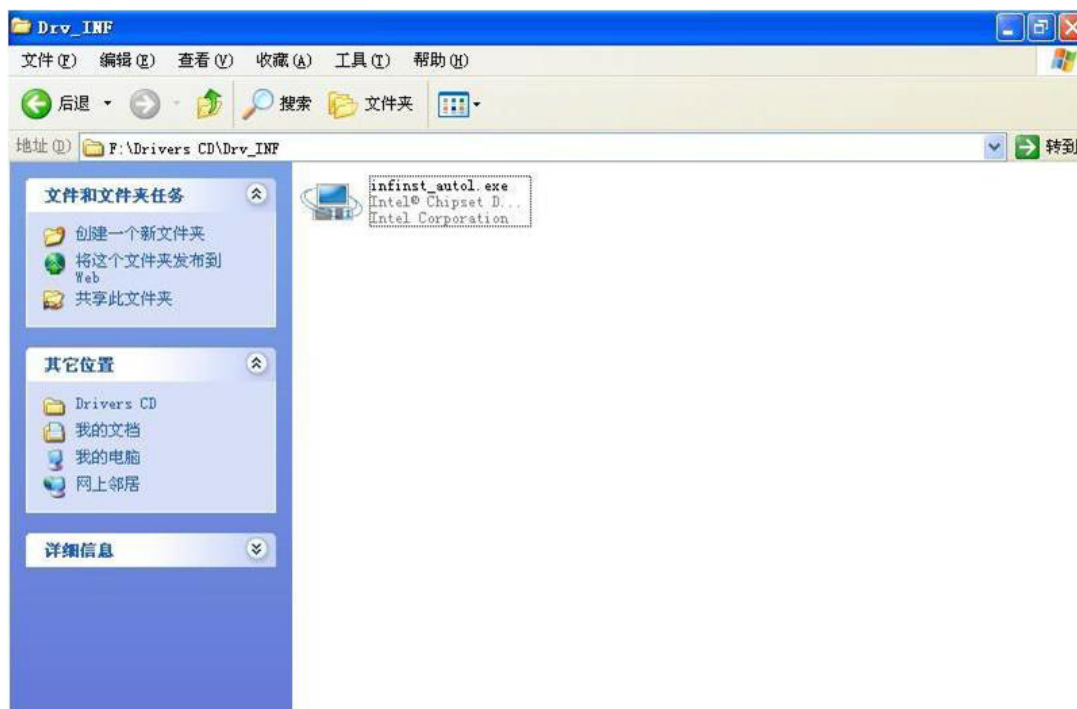 Drv_INF
文件(F) 编辑(E) 查看(V) 收藏(A) 工具(T) 帮助(H)
后退 搜索 文件夹
地址(D) F:\Drivers CD\Drv_INF 转到
文件和文件夹任务
创建一个新文件夹
将这个文件夹发布到
Web
共享此文件夹
其它位置
Drivers CD
我的文档
我的电脑
网上邻居
详细信息
infinst_autol.exe
Intel® Chipset D...
Intel Corporation